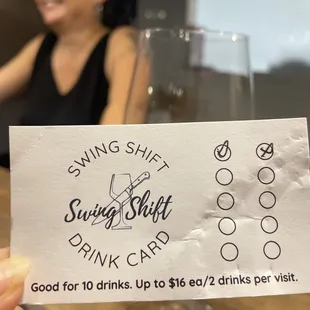 SWING SHIFT
Swing Shift
DRINK CARD
Good for 10 drinks. Up to $16 ea/2 drinks per visit.